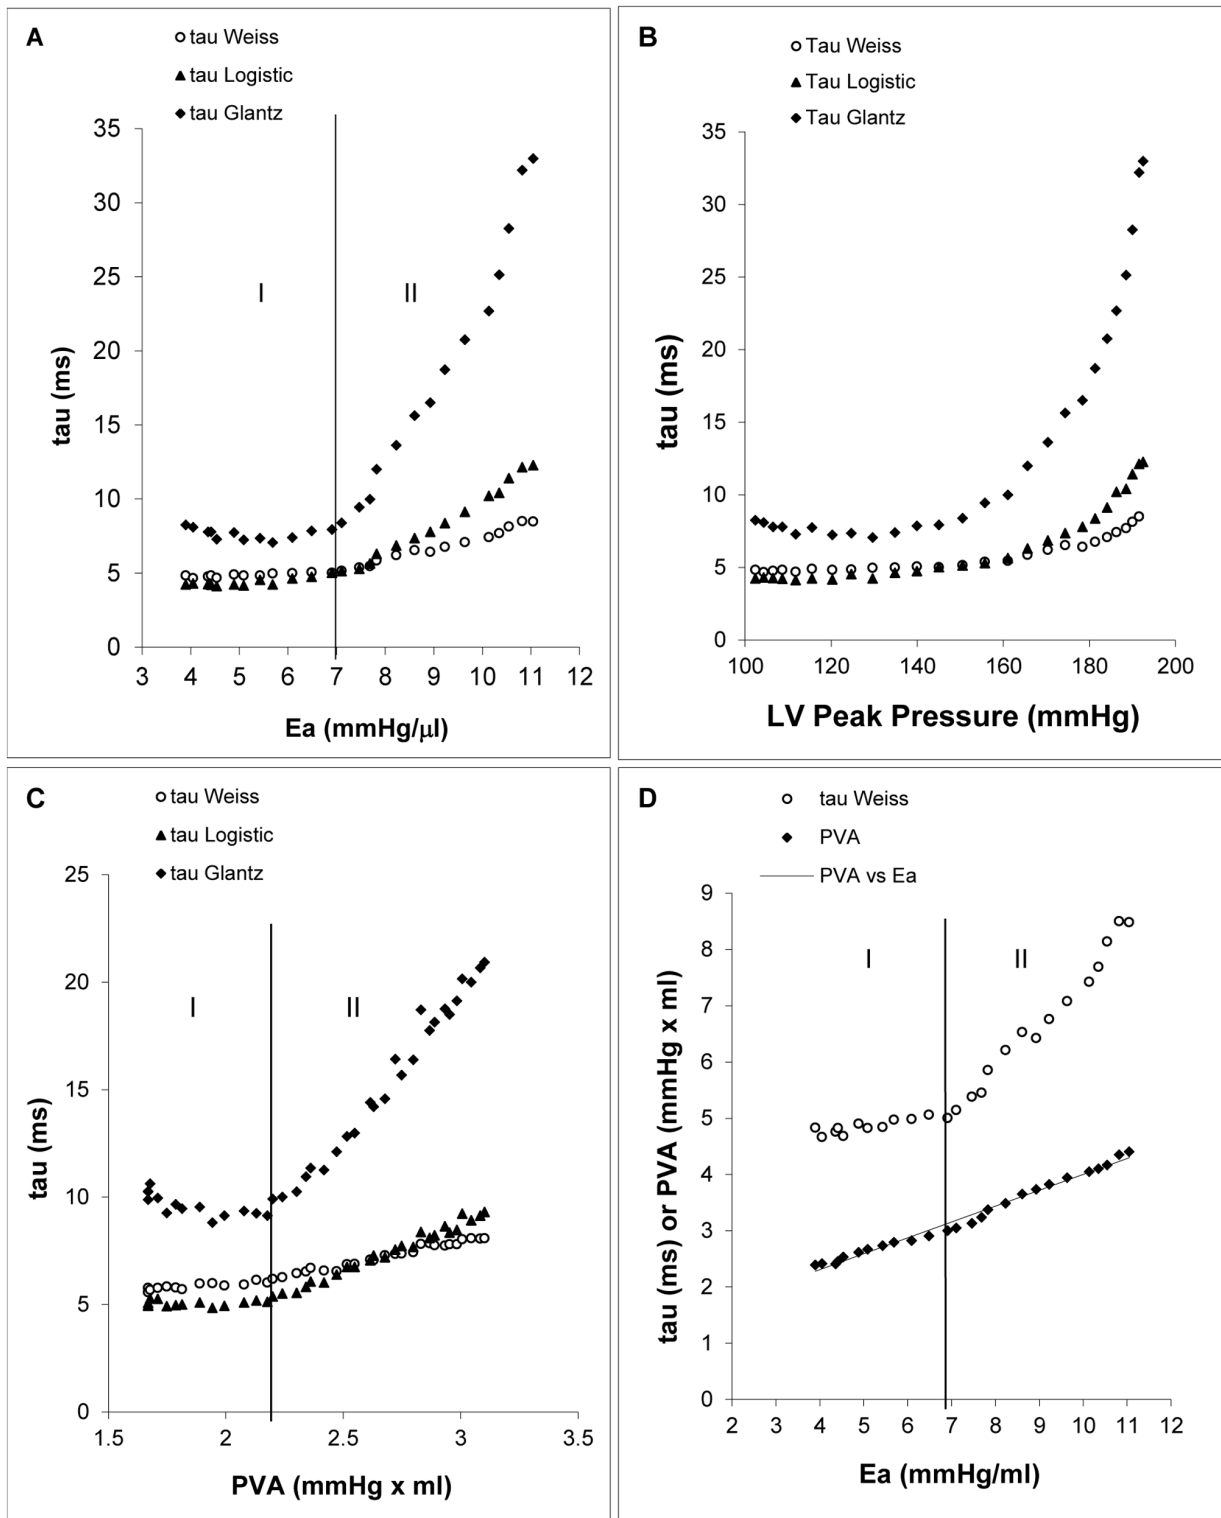 A
tau Weiss
tau Logistic
tau Glantz
35
30
25
20
15
10
5
0
I
II
tau (ms)
3 4 5 6 7 8 9 10 11 12
Ea (mmHg/μl)
B
Tau Weiss
Tau Logistic
Tau Glantz
35
30
25
20
15
10
5
0
tau (ms)
100 120 140 160 180 200
LV Peak Pressure (mmHg)
C
tau Weiss
tau Logistic
tau Glantz
25
20
15
10
5
0
I
II
tau (ms)
1.5 2 2.5 3 3.5
PVA (mmHg x ml)
D
tau Weiss
PVA
PVA vs Ea
9
8
7
6
5
4
3
2
1
0
I
II
tau (ms) or PVA (mmHg x ml)
2 3 4 5 6 7 8 9 10 11 12
Ea (mmHg/ml)